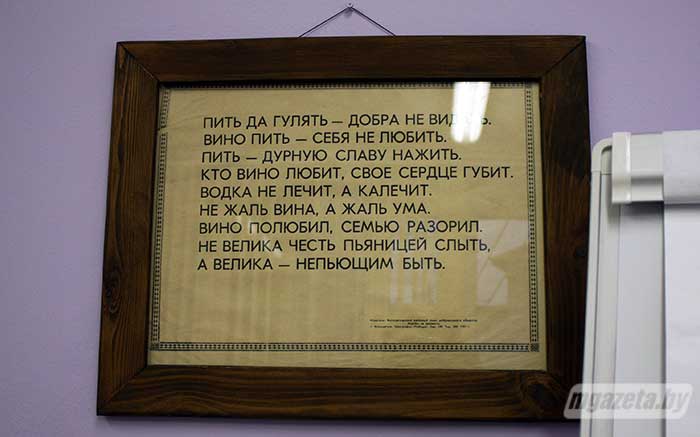 ПИТЬ ДА ГУЛЯТЬ — ДОБРА НЕ ВИДАТЬ.
ВИНО ПИТЬ — СЕБЯ НЕ ЛЮБИТЬ.
ПИТЬ — ДУРНУЮ СЛАВУ НАЖИТЬ.
КТО ВИНО ЛЮБИТ, СВОЕ СЕРДЦЕ ГУБИТ.
ВОДКА НЕ ЛЕЧИТ, А КАЛЕЧИТ.
НЕ ЖАЛЬ ВИНА, А ЖАЛЬ УМА.
ВИНО ПОЛЮБИЛ, СЕМЬЮ РАЗОРИЛ.
НЕ ВЕЛИКА ЧЕСТЬ ПЬЯНИЦЕЙ СЛЫТЬ,
А ВЕЛИКА — НЕПЬЮЩИМ БЫТЬ.
mgazeta.by